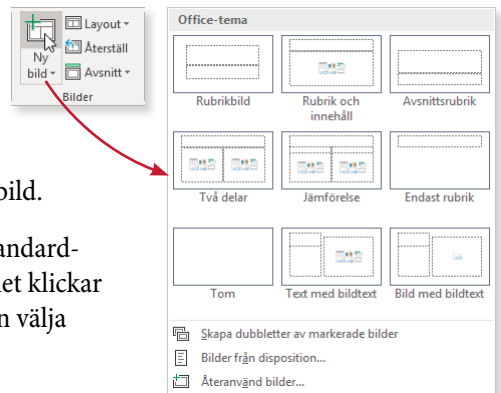 Layout
Återställ
Ny
bild
Avsnitt
Bilder
bild.
tandard-
et klickar
n välja
Office-tema
Rubrikbild
Rubrik och
innehåll
Avsnittsrubrik
Två delar
Jämförelse
Endast rubrik
Tom
Text med bildtext
Bild med bildtext
Skapa dubbletter av markerade bilder
Bilder från disposition...
Återanvänd bilder...